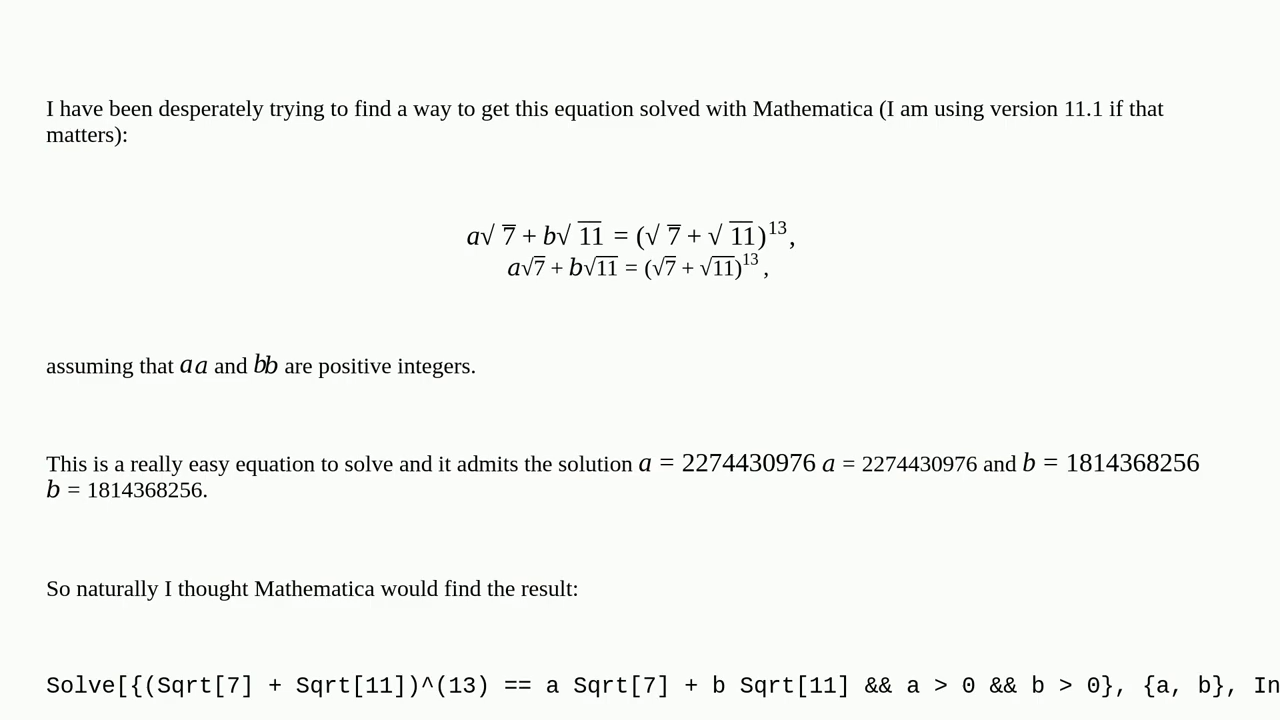 I have been desperately trying to find a way to get this equation solved with Mathematica (I am using version 11.1 if that
matters):
a√7 + b√11 = (√7 + √11)^13,
a√7 + b√11 = (√7 + √11)^13,
assuming that aa and bb are positive integers.
This is a really easy equation to solve and it admits the solution a = 2274430976 a = 2274430976 and b = 1814368256
b = 1814368256.
So naturally I thought Mathematica would find the result:
Solve[{(Sqrt[7] + Sqrt[11])^(13) == a Sqrt[7] + b Sqrt[11] && a > 0 && b > 0}, {a, b}, In